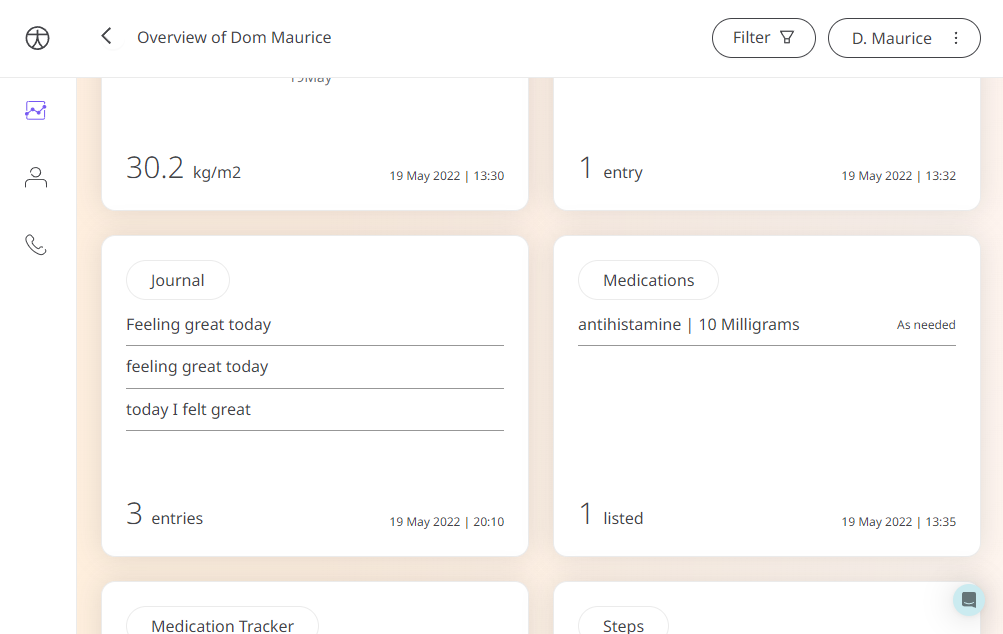 Overview of Dom Maurice
Filter
D. Maurice
19May
30.2 kg/m2
19 May 2022 | 13:30
1 entry
19 May 2022 | 13:32
Journal
Feeling great today
feeling great today
today I felt great
3 entries
19 May 2022 | 20:10
Medications
antihistamine | 10 Milligrams
As needed
1 listed
19 May 2022 | 13:35
Medication Tracker
Steps